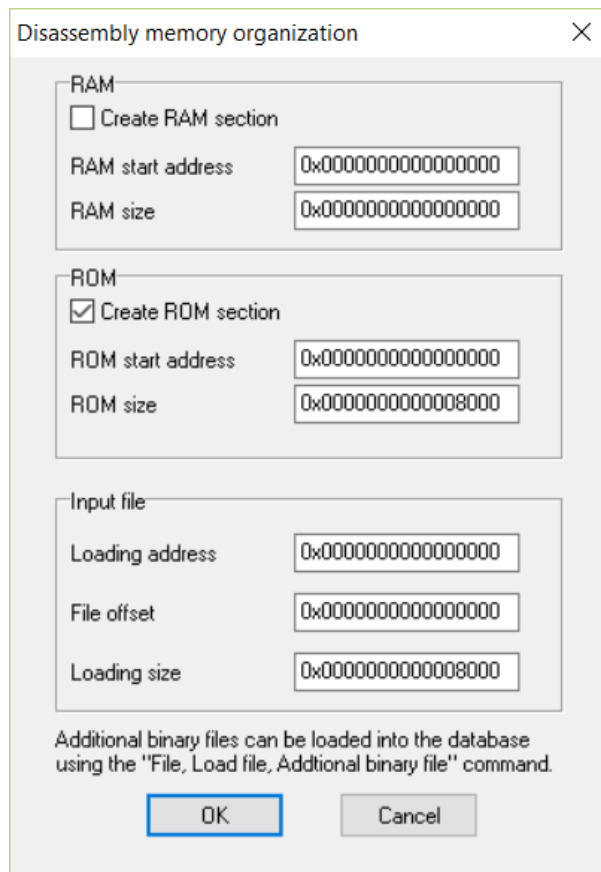 Disassembly memory organization
RAM
Create RAM section
RAM start address 0x0000000000000000
RAM size 0x0000000000000000
ROM
Create ROM section
ROM start address 0x0000000000000000
ROM size 0x0000000000008000
Input file
Loading address 0x0000000000000000
File offset 0x0000000000000000
Loading size 0x0000000000008000
Additional binary files can be loaded into the database
using the "File, Load file, Addtional binary file" command.
OK Cancel